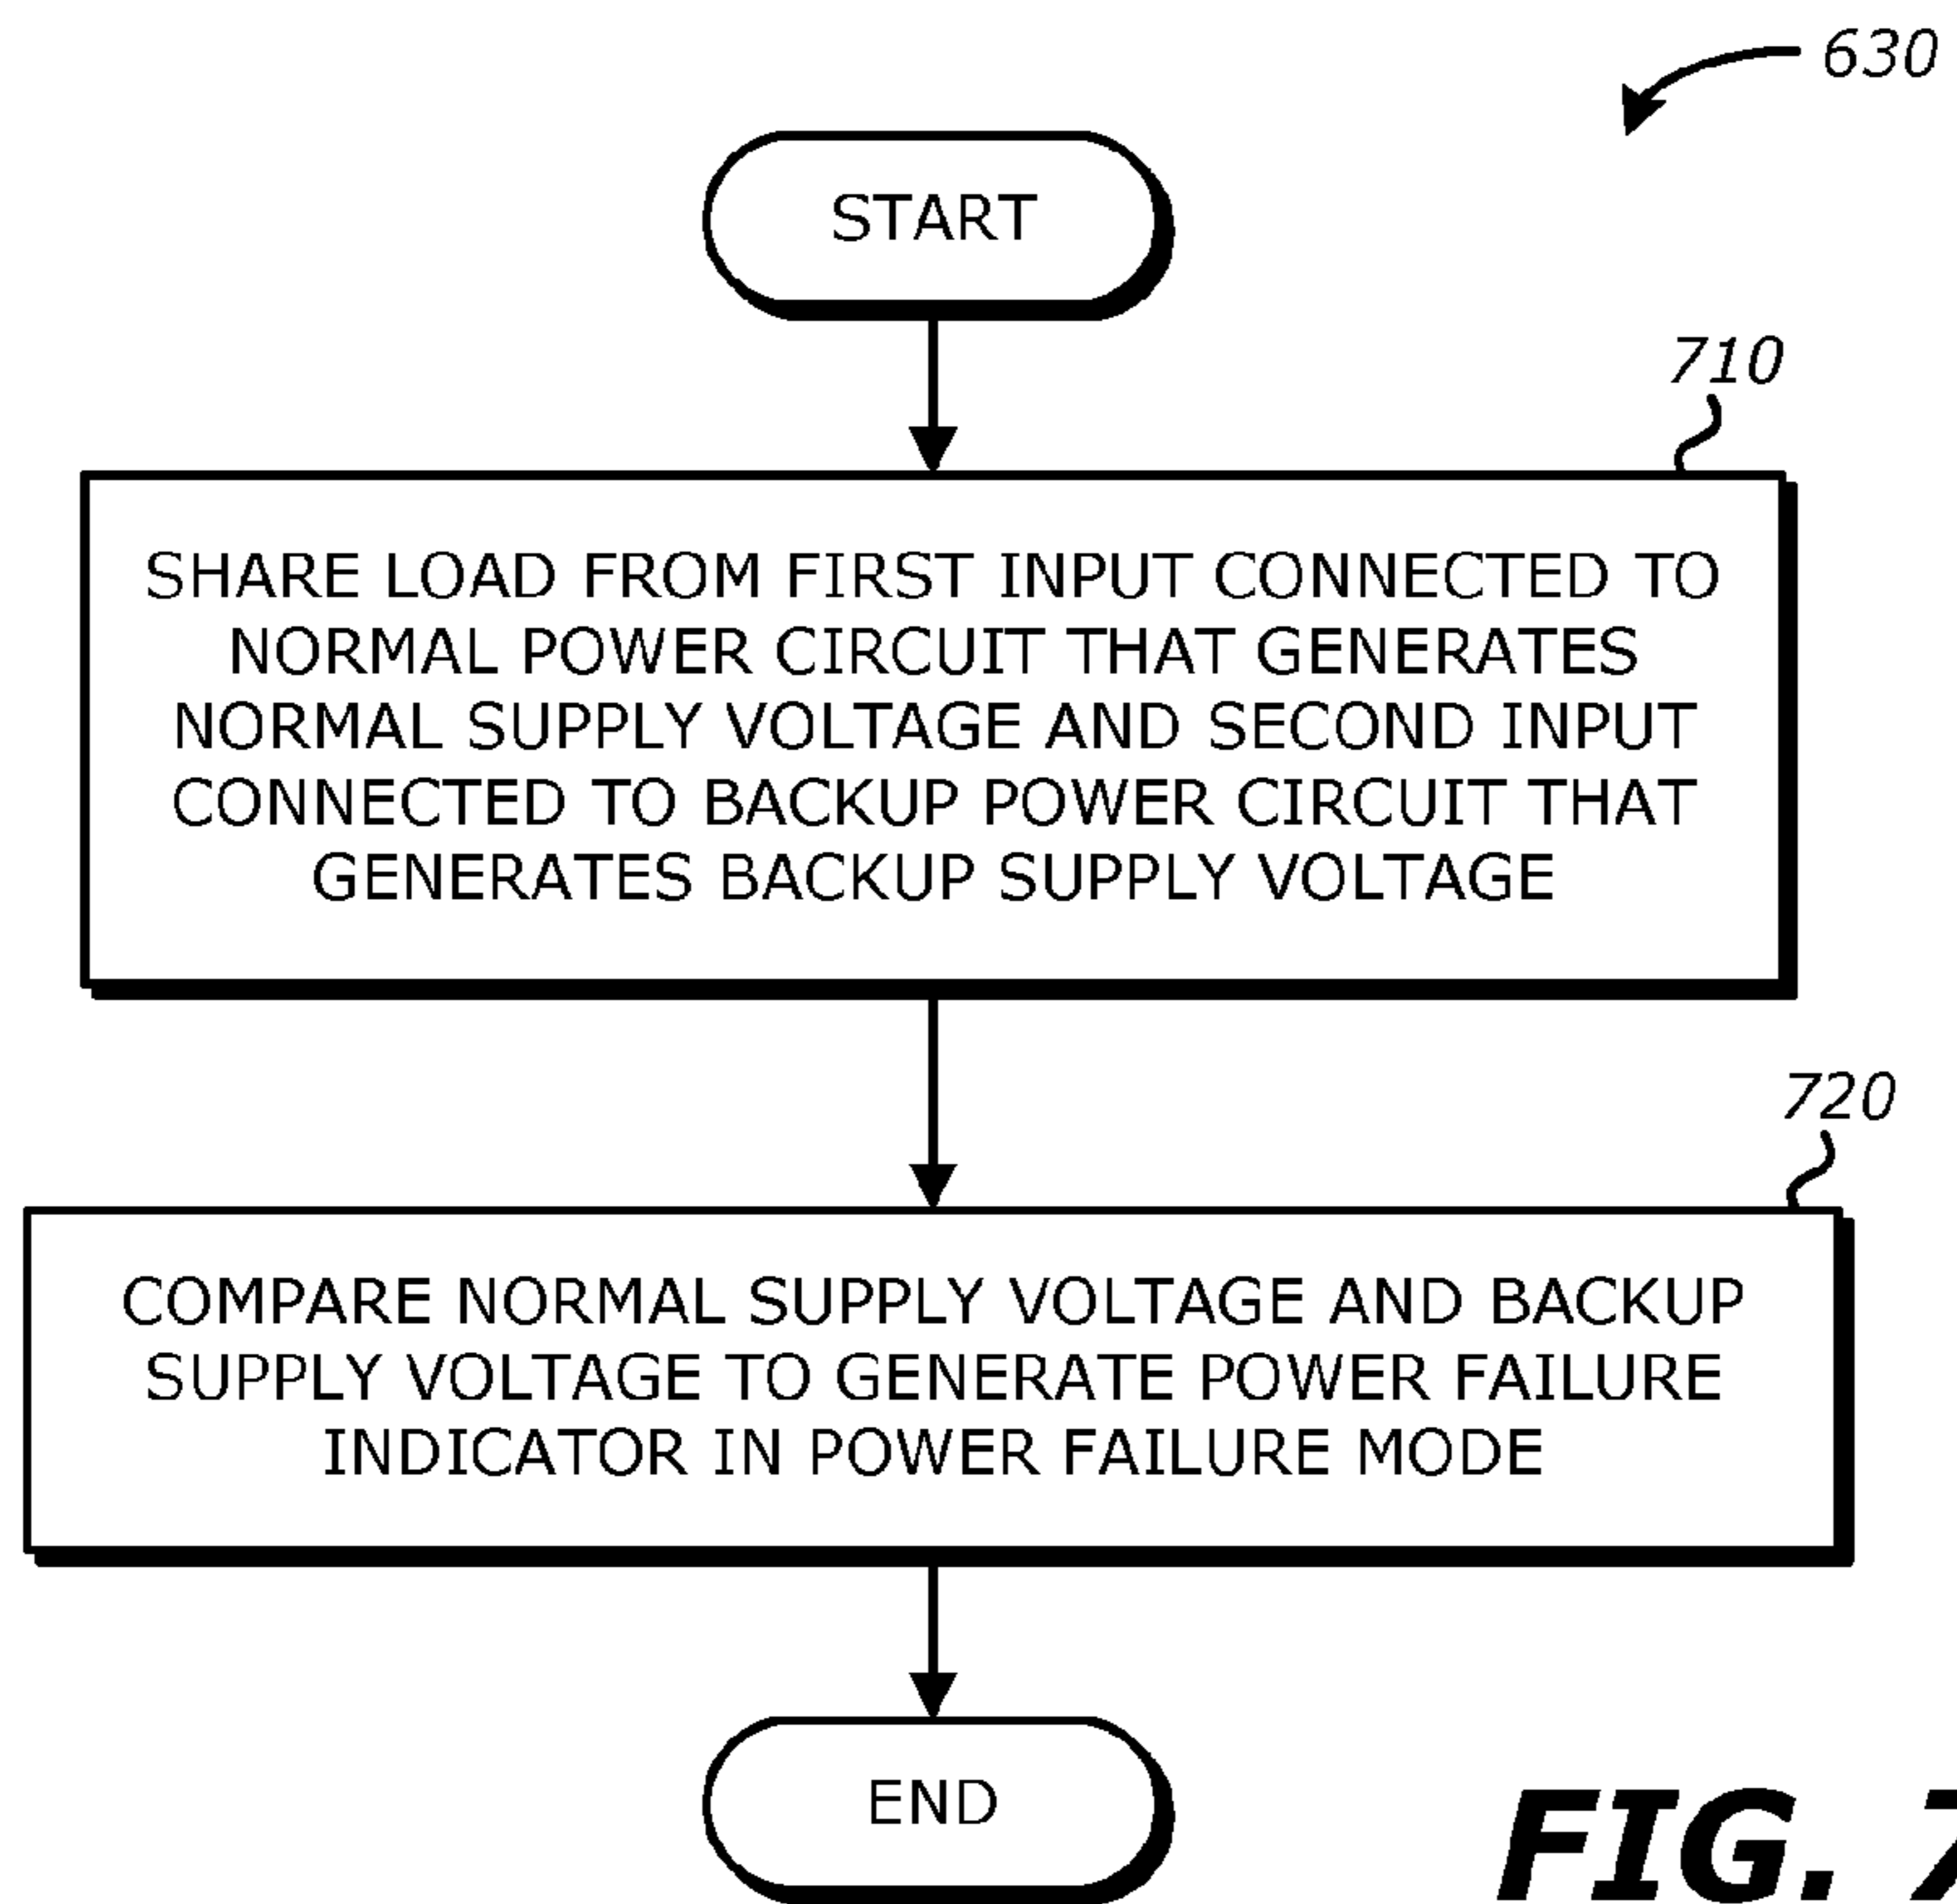 630
START
710
SHARE LOAD FROM FIRST INPUT CONNECTED TO
NORMAL POWER CIRCUIT THAT GENERATES
NORMAL SUPPLY VOLTAGE AND SECOND INPUT
CONNECTED TO BACKUP POWER CIRCUIT THAT
GENERATES BACKUP SUPPLY VOLTAGE
720
COMPARE NORMAL SUPPLY VOLTAGE AND BACKUP
SUPPLY VOLTAGE TO GENERATE POWER FAILURE
INDICATOR IN POWER FAILURE MODE
END
FIG. 7